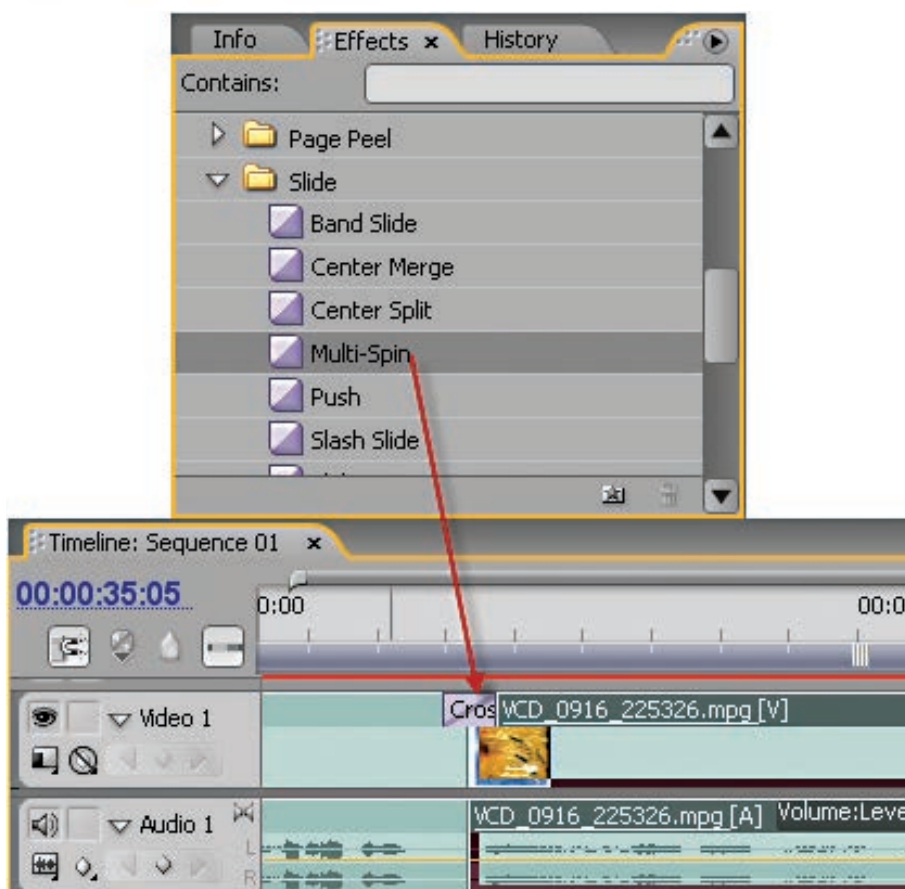 Info Effects × History
Contains:
Page Peel
Slide
Band Slide
Center Merge
Center Split
Multi-Spin
Push
Slash Slide
Timeline: Sequence 01 ×
00:00:35:05
0:00 00:0
Video 1
Cros VCD_0916_225326.mpg [V]
Audio 1
VCD_0916_225326.mpg [A] Volume:Leve
L
R